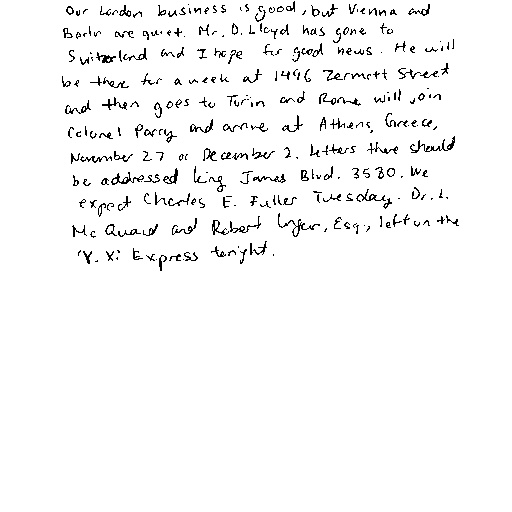 Our London business is good, but Vienna and
Berlin are quiet. Mr. D. Lloyd has gone to
Switzerland and I hope for good news. He will
be there for a week at 1496 Zermott Street
and then goes to Turin and Rome will join
Colonel Parry and arrive at Athens, Greece,
November 27 or December 2. Letters there should
be addressed King James Blvd. 3580. We
expect Charles E. Fuller Tuesday. Dr. L.
McQuaid and Robert Unger, Esq., left on the
"Y. X." Express tonight.